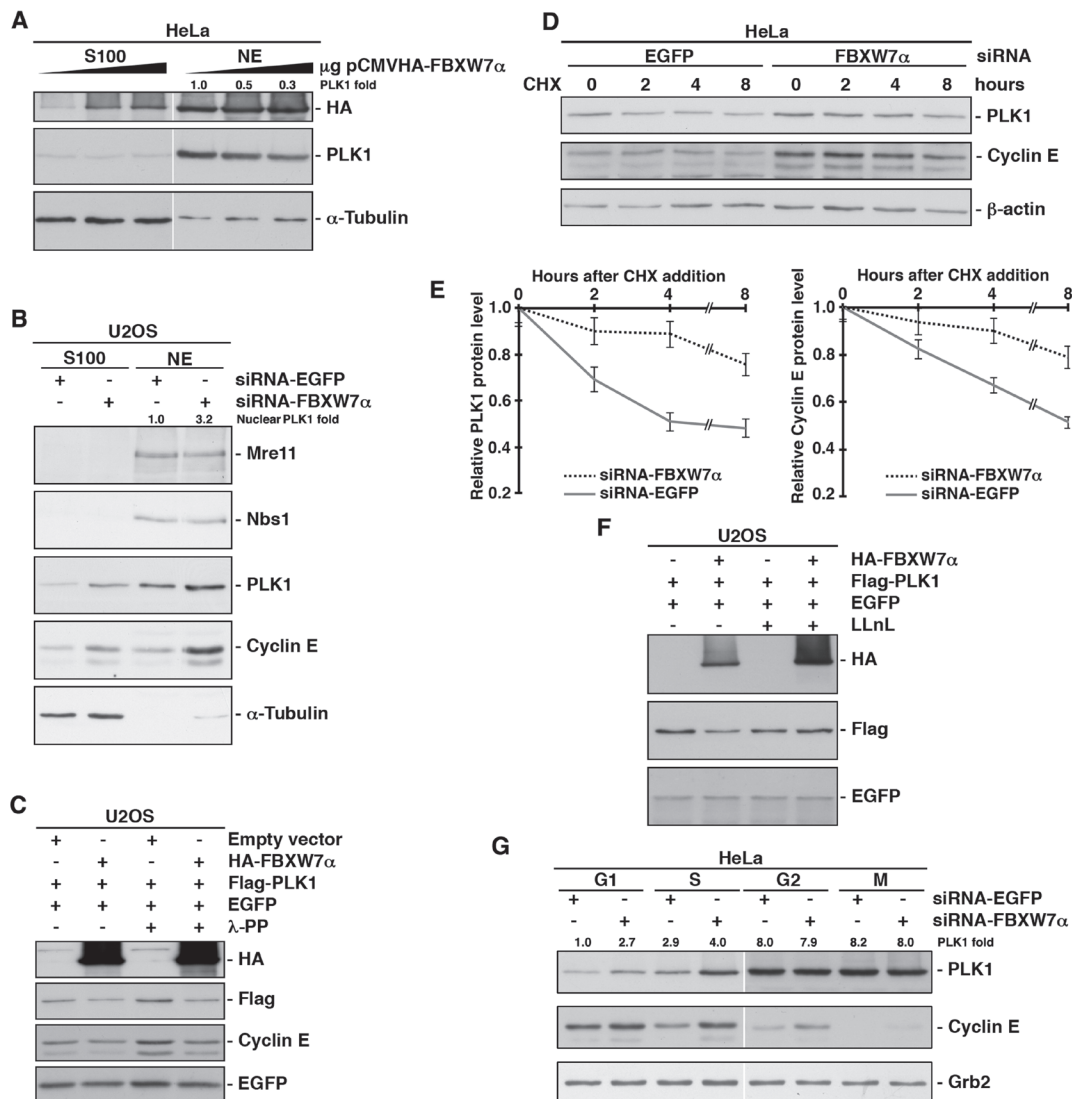 A
HeLa
S100 NE
µg pCMVHA-FBXW7α
1.0 0.5 0.3 PLK1 fold
- HA
- PLK1
- α-Tubulin
B
U2OS
S100 NE
+ - + - siRNA-EGFP
- + - + siRNA-FBXW7α
1.0 3.2 Nuclear PLK1 fold
- Mre11
- Nbs1
- PLK1
- Cyclin E
- α-Tubulin
C
U2OS
+ - + - Empty vector
- + - + HA-FBXW7α
+ + + + Flag-PLK1
+ + + + EGFP
+ + λ-PP
- HA
- Flag
- Cyclin E
- EGFP
D
HeLa
EGFP FBXW7α siRNA
CHX 0 2 4 8 0 2 4 8 hours
- PLK1
- Cyclin E
- β-actin
E
Hours after CHX addition
0 2 4 8
Relative PLK1 protein level
1.0
0.8
0.6
0.4
0.2
siRNA-FBXW7α
siRNA-EGFP
Hours after CHX addition
0 2 4 8
Relative Cyclin E protein level
1.0
0.8
0.6
0.4
0.2
siRNA-FBXW7α
siRNA-EGFP
F
U2OS
- + - + HA-FBXW7α
+ + + + Flag-PLK1
+ + + + EGFP
- - + + LLnL
- HA
- Flag
- EGFP
G
HeLa
G1 S G2 M
+ - + - + - + - siRNA-EGFP
- + - + - + - + siRNA-FBXW7α
1.0 2.7 2.9 4.0 8.0 7.9 8.2 8.0 PLK1 fold
- PLK1
- Cyclin E
- Grb2